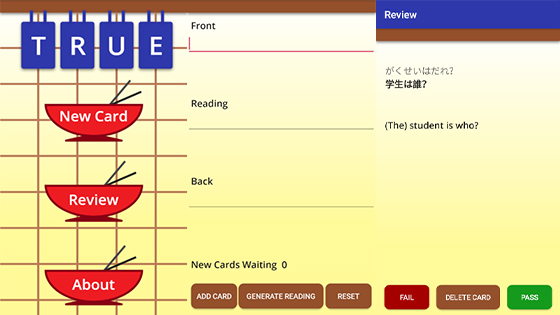 TRUE
New Card
Review
About
Front
Reading
Back
New Cards Waiting 0
ADD CARD
GENERATE READING
RESET
Review
がくせいはだれ?
学生は誰?
(The) student is who?
FAIL
DELETE CARD
PASS